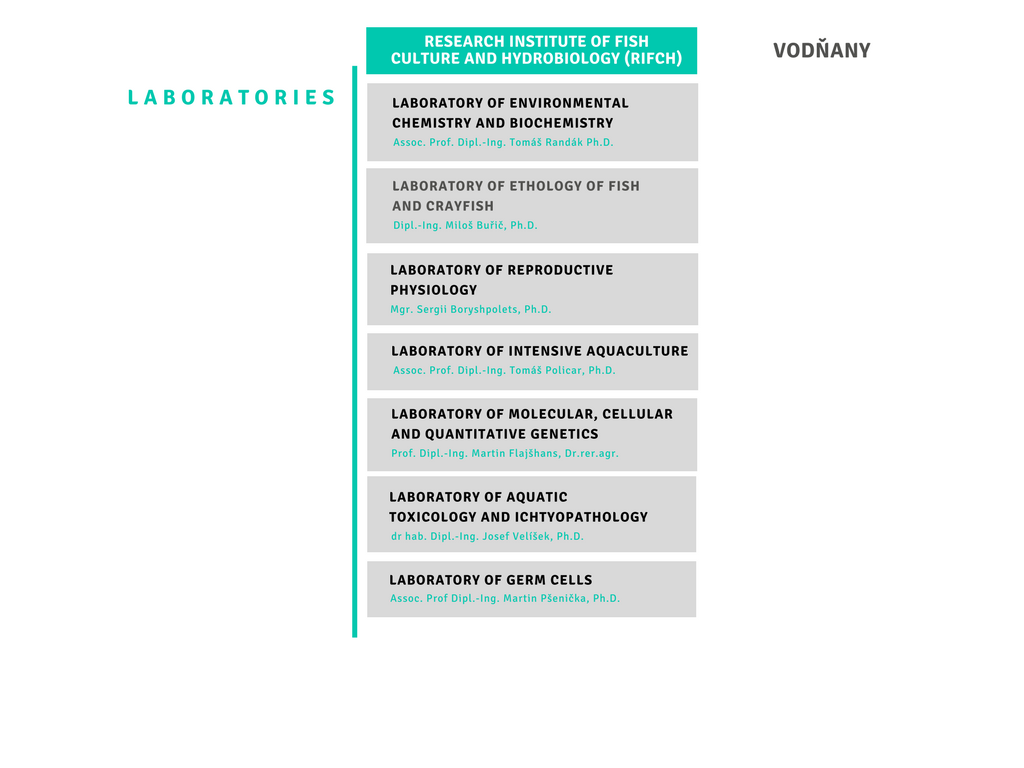 RESEARCH INSTITUTE OF FISH
CULTURE AND HYDROBIOLOGY (RIFCH)
VODŇANY
LABORATORIES
LABORATORY OF ENVIRONMENTAL
CHEMISTRY AND BIOCHEMISTRY
Assoc. Prof. Dipl.-Ing. Tomáš Randák Ph.D.
LABORATORY OF ETHOLOGY OF FISH
AND CRAYFISH
Dipl.-Ing. Miloš Buřič, Ph.D.
LABORATORY OF REPRODUCTIVE
PHYSIOLOGY
Mgr. Sergii Boryshpolets, Ph.D.
LABORATORY OF INTENSIVE AQUACULTURE
Assoc. Prof. Dipl.-Ing. Tomáš Policar, Ph.D.
LABORATORY OF MOLECULAR, CELLULAR
AND QUANTITATIVE GENETICS
Prof. Dipl.-Ing. Martin Flajšhans, Dr.rer.agr.
LABORATORY OF AQUATIC
TOXICOLOGY AND ICHTYOPATHOLOGY
dr hab. Dipl.-Ing. Josef Velíšek, Ph.D.
LABORATORY OF GERM CELLS
Assoc. Prof Dipl.-Ing. Martin Pšenička, Ph.D.